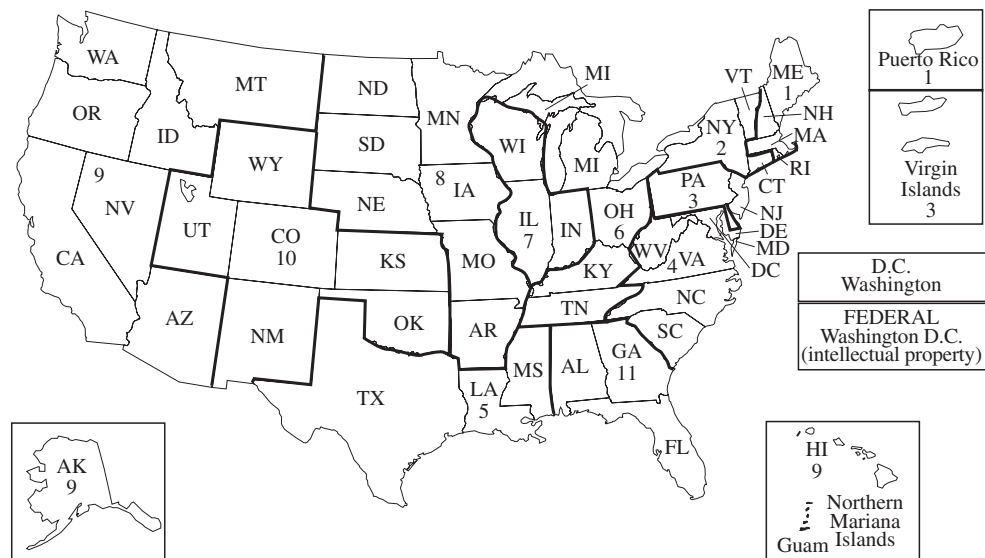 WA
MT
ND
MN
MI
VT
ME
1
NH
MA
RI
CT
OR
ID
WY
SD
WI
MI
NY
2
9
NV
UT
NE
8
IA
IL
7
IN
OH
6
PA
3
NJ
DE
MD
DC
WV
4
VA
CA
CO
10
KS
MO
KY
AZ
NM
OK
AR
TN
NC
SC
TX
LA
5
MS
AL
GA
11
FL
AK
9
HI
9
Northern
Mariana
Islands
Guam
Puerto Rico
1
Virgin
Islands
3
D.C.
Washington
FEDERAL
Washington D.C.
(intellectual property)